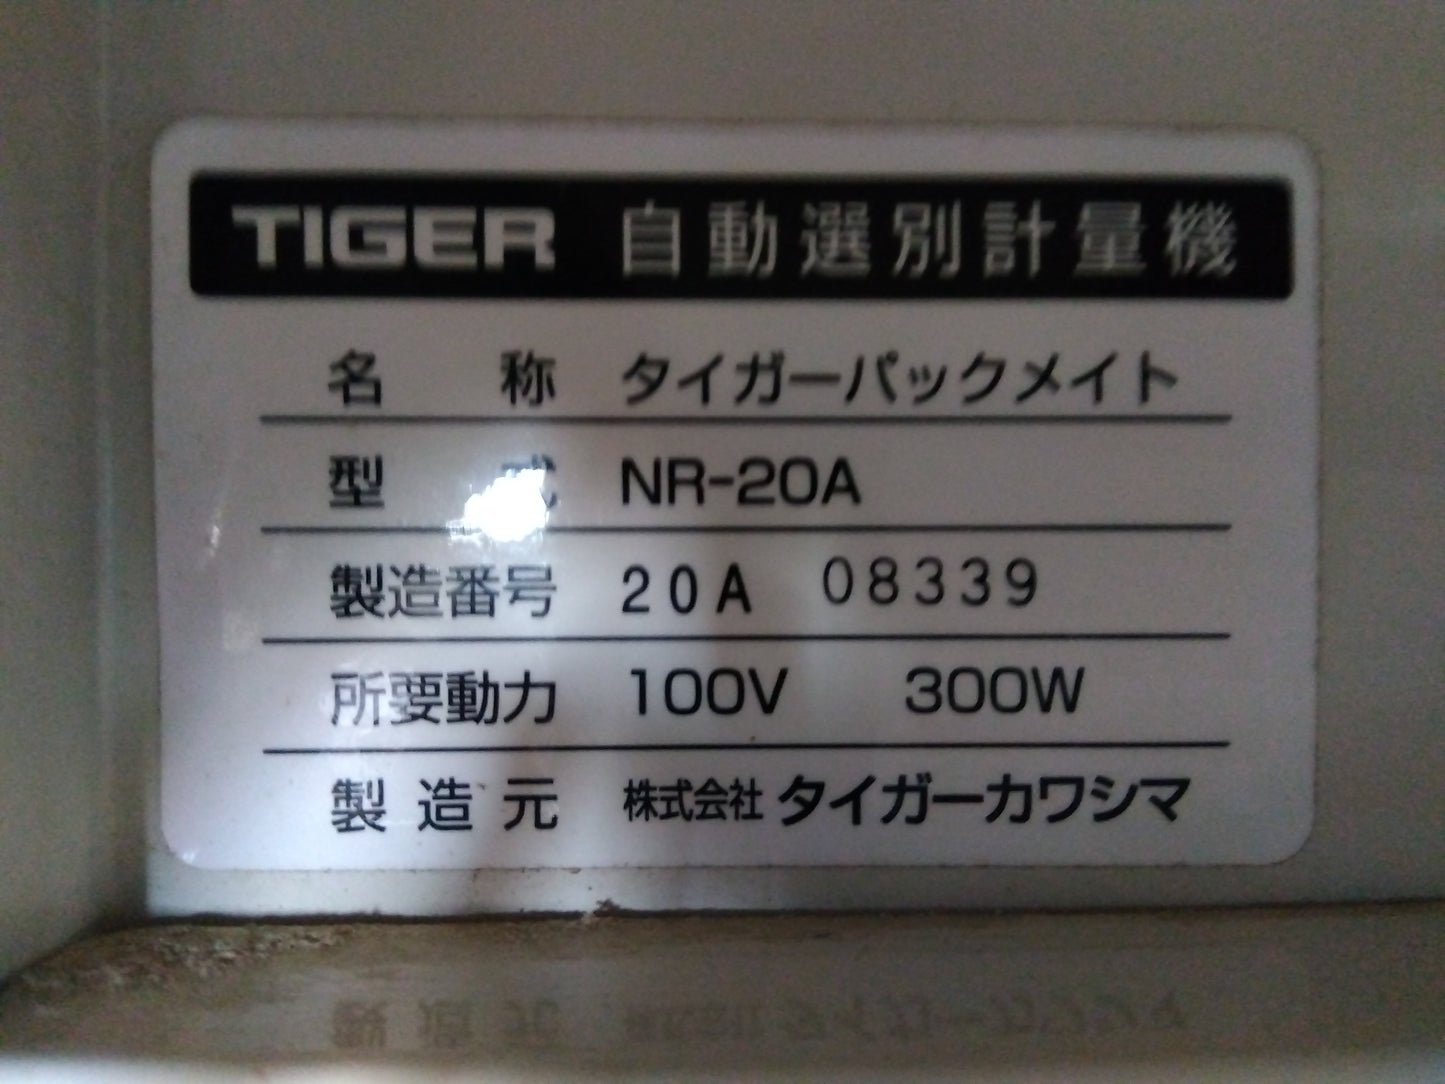 TIGER 自動選別計量機
名称 タイガーパックメイト
型式 NR-20A
製造番号 20A 08339
所要動力 100V 300W
製造元 株式会社 タイガーカワシマ